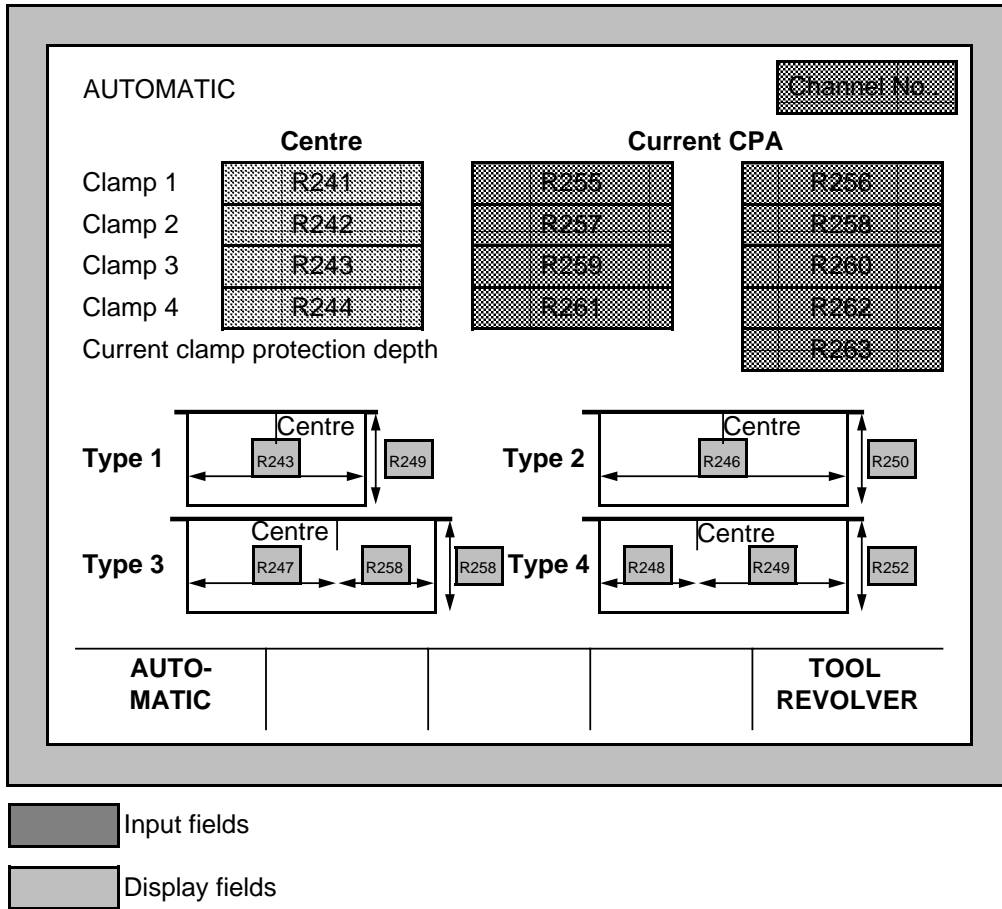 AUTOMATIC Channel No..
Centre Current CPA
Clamp 1 R241 R255 R256
Clamp 2 R242 R257 R258
Clamp 3 R243 R259 R260
Clamp 4 R244 R261 R262
Current clamp protection depth R263
Centre Centre
Type 1 R243 R249 Type 2 R246 R250
Centre Centre
Type 3 R247 R258 R258 Type 4 R248 R249 R252
AUTO- TOOL
MATIC REVOLVER
Input fields
Display fields